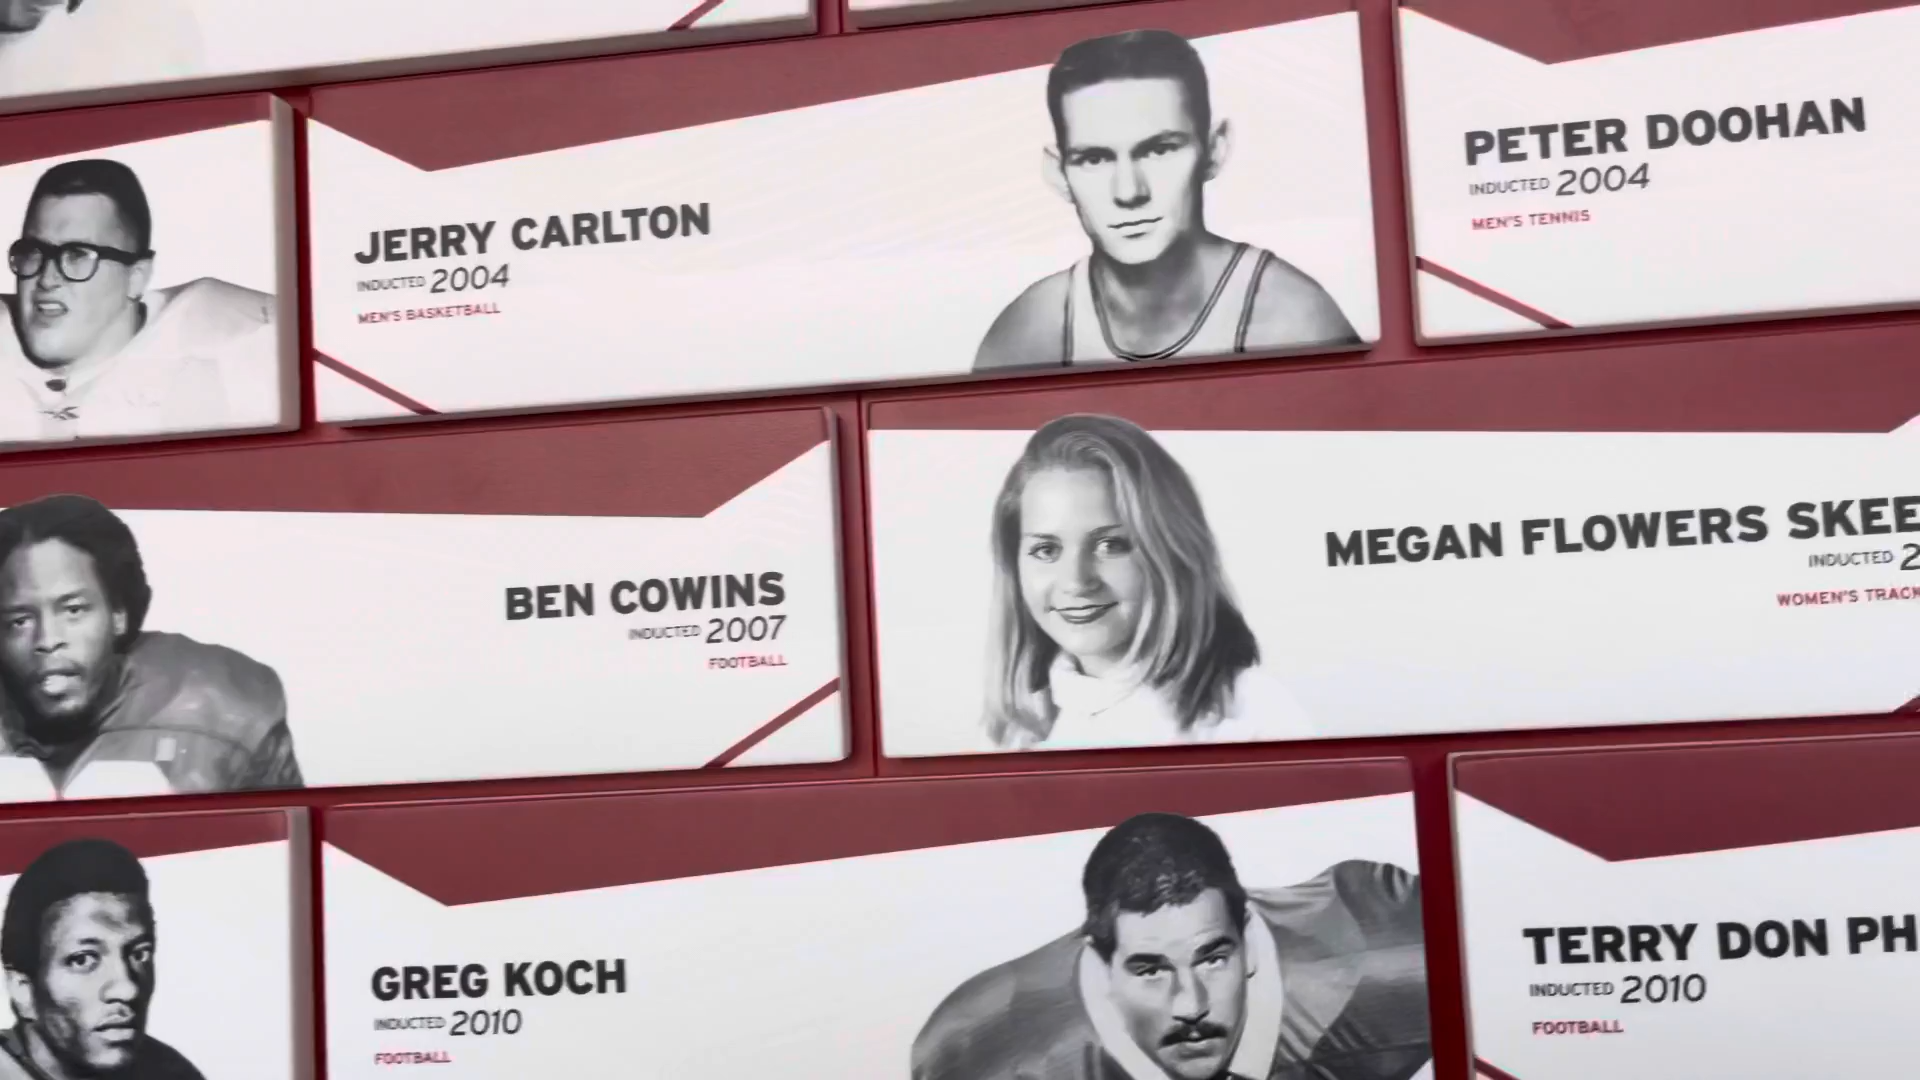 JERRY CARLTON
INDUCTED 2004
MEN'S BASKETBALL
PETER DOOHAN
INDUCTED 2004
MEN'S TENNIS
BEN COWINS
INDUCTED 2007
FOOTBALL
MEGAN FLOWERS SKEE
INDUCTED 2
WOMEN'S TRACK
GREG KOCH
INDUCTED 2010
FOOTBALL
TERRY DON PH
INDUCTED 2010
FOOTBALL